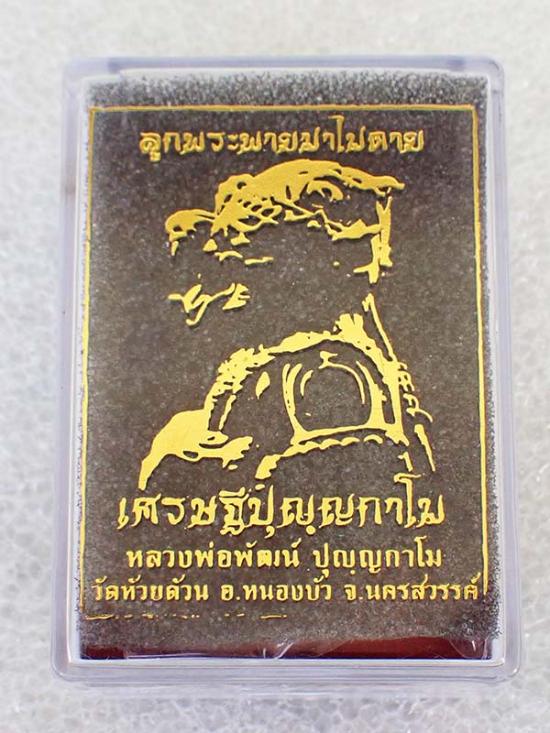 ลูกพระพายมาไม่ตาย
เศรษฐีปุญฺญกาโม
หลวงพ่อพัฒน์ ปุญฺญกาโม
วัดห้วยด้วน อ.หนองบัว จ.นครสวรรค์